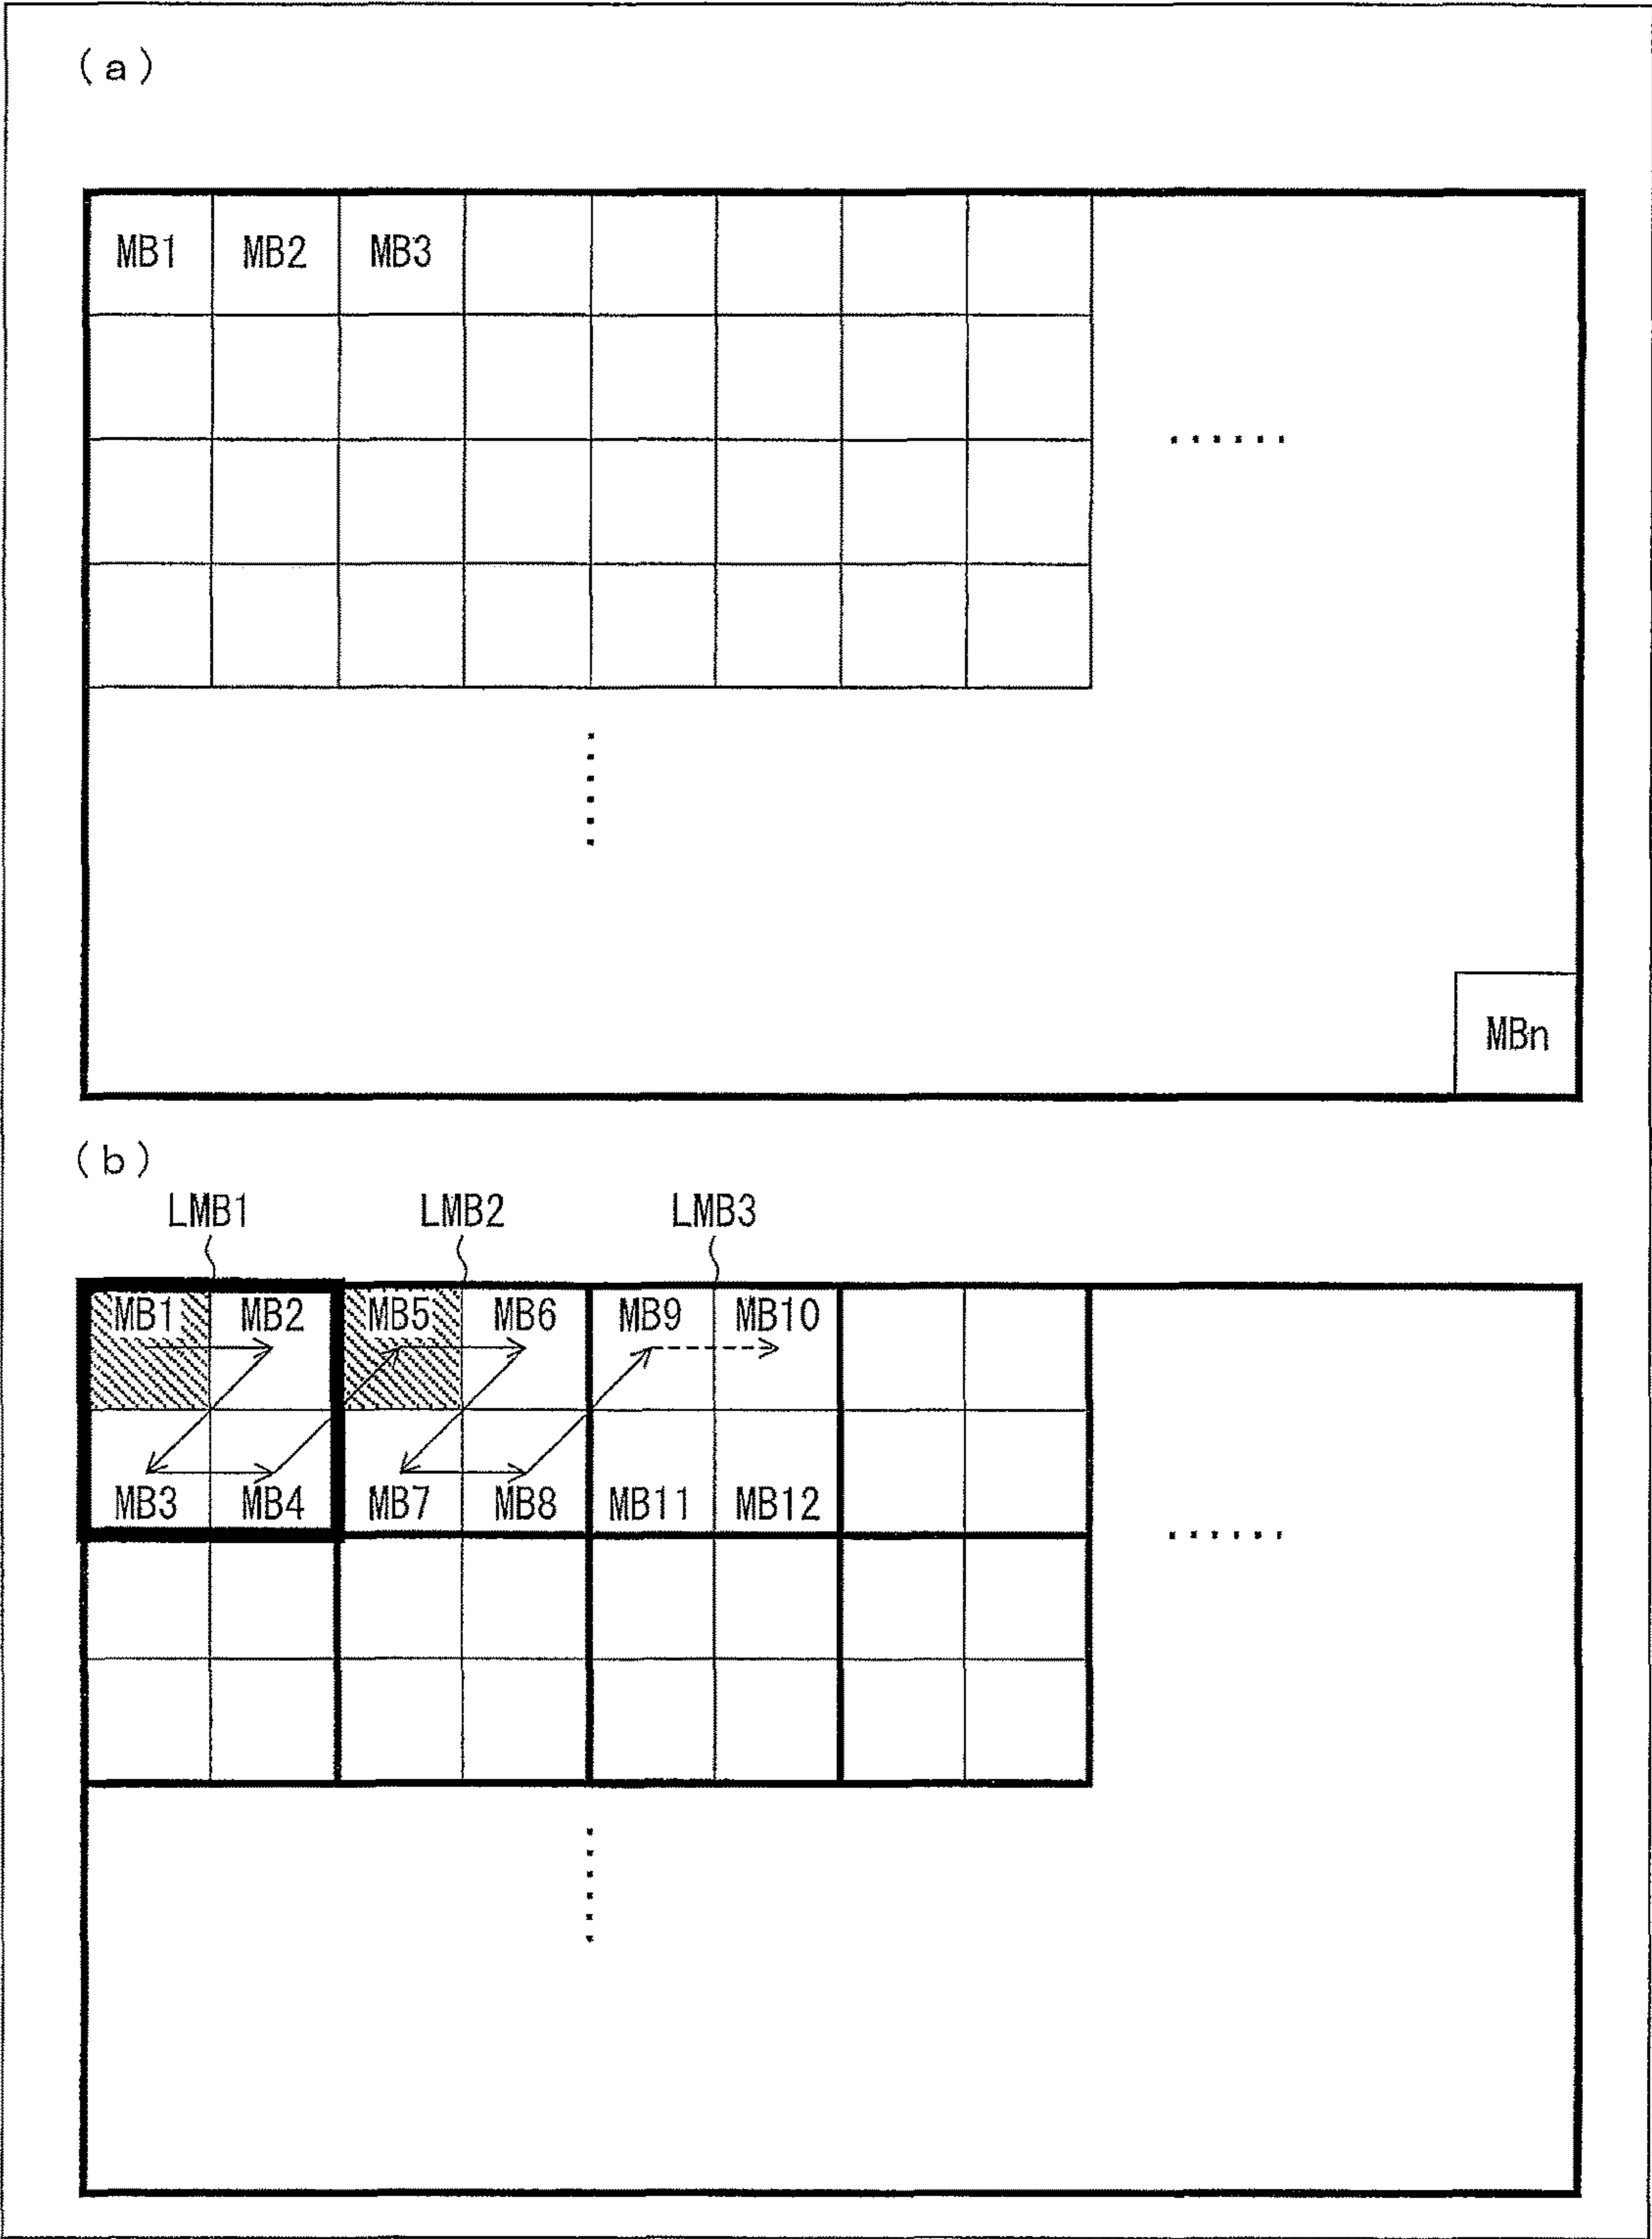 (a)
MB1 MB2 MB3
MBn
(b)
LMB1 LMB2 LMB3
MB1 MB2 MB5 MB6 MB9 MB10
MB3 MB4 MB7 MB8 MB11 MB12